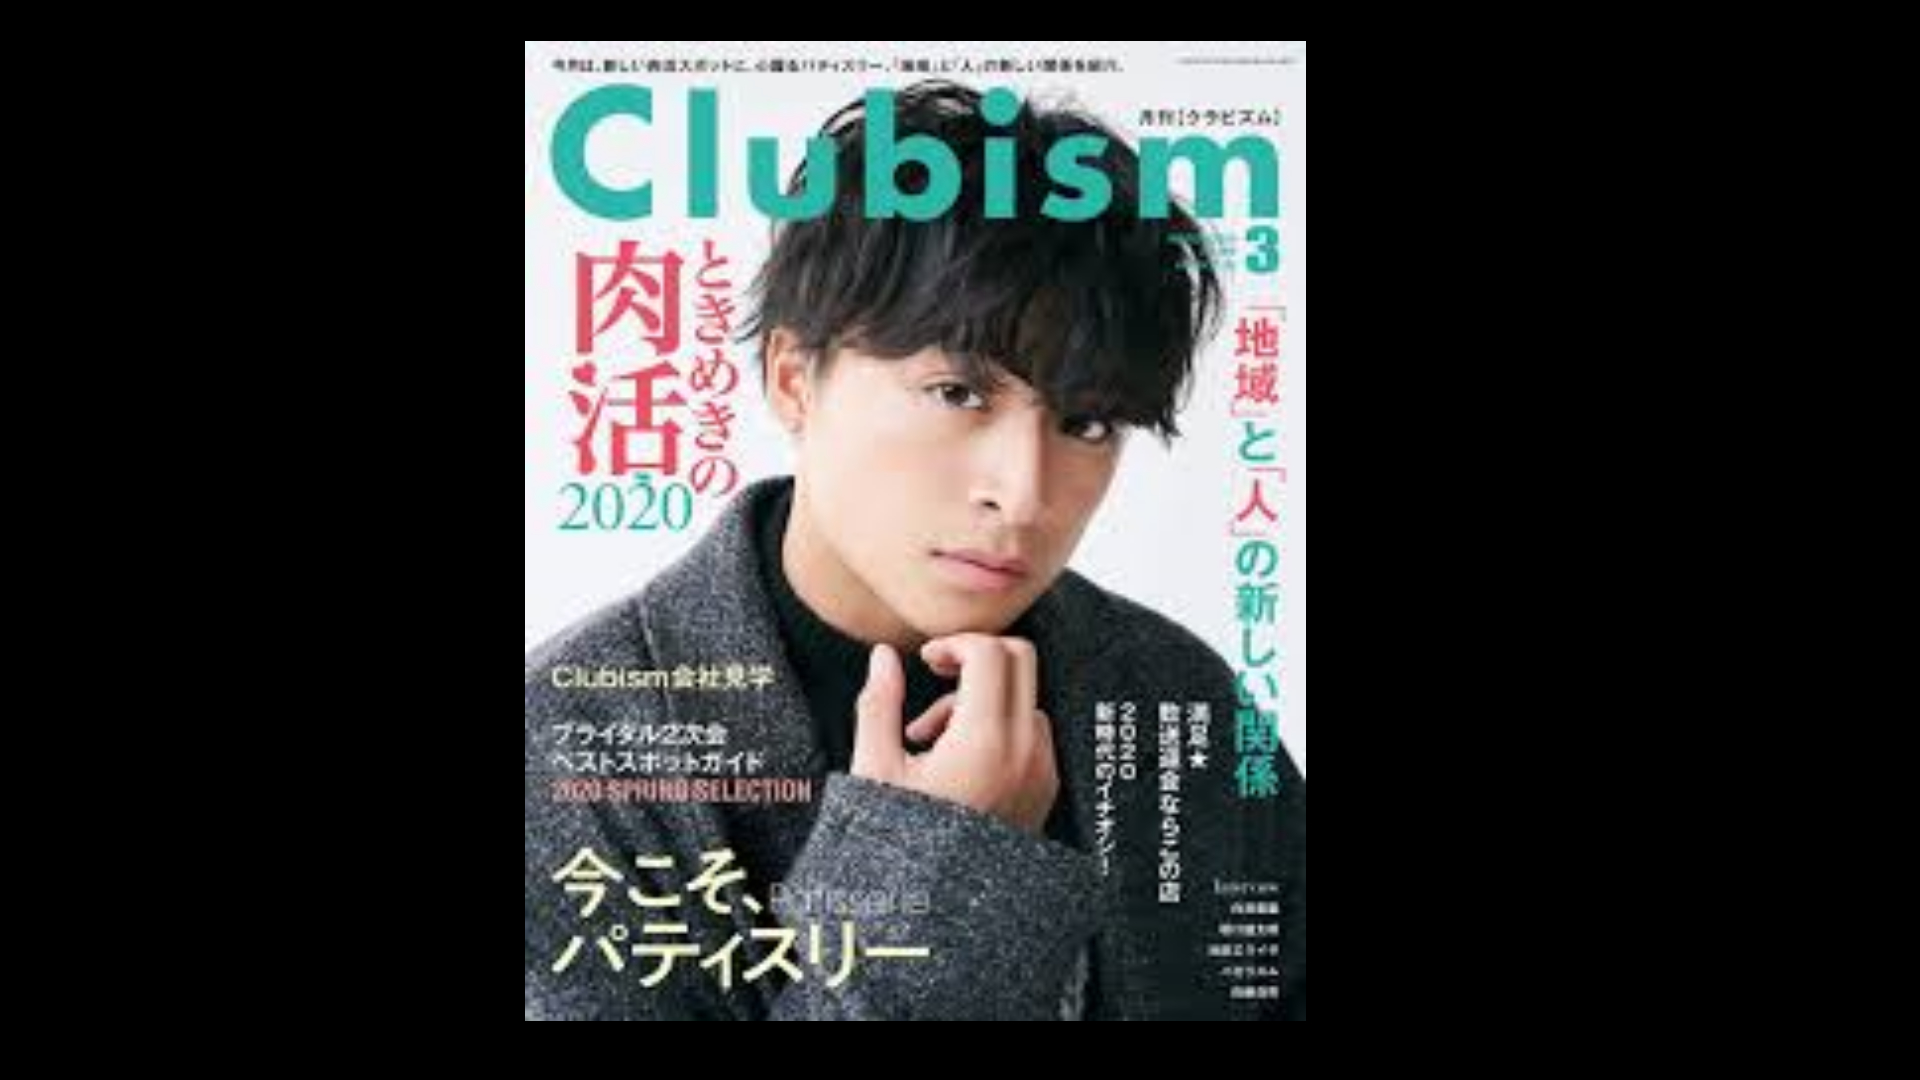 Clubism
月刊【クラビズム】
3
ときめきの
肉活
2020
「地域」と「人」の新しい関係
Clubism会社見学
ブライダル2次会
ベストスポットガイド
2020 SPRING SELECTION
満足★
歓送迎会ならこの店
2020
新時代のイチオシ!
今こそ、
Patisserie
パティスリー
Interview